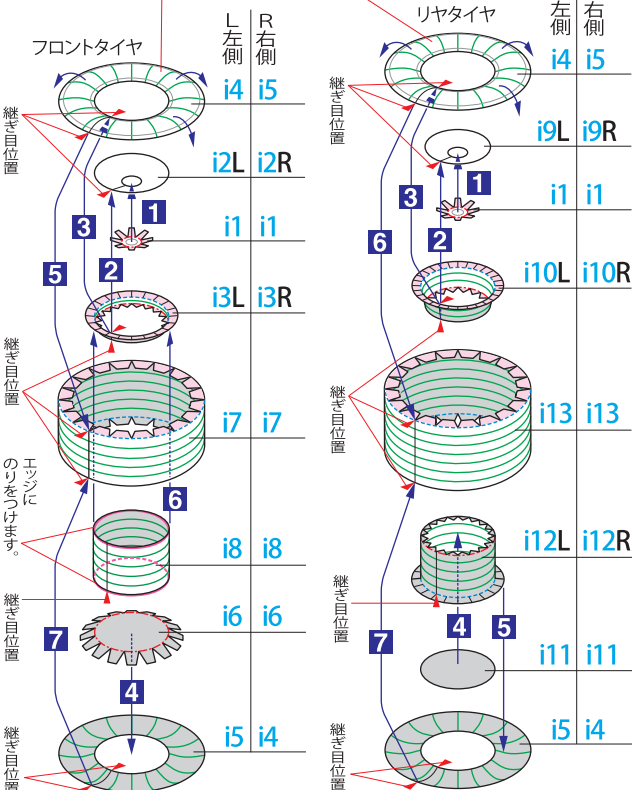 フロントタイヤ
L 左側
R 右側
i4 i5
継ぎ目位置
i2L i2R
1
i1 i1
3
2
5
i3L i3R
継ぎ目位置
i7 i7
エッジに
のりをつけます。
6
i8 i8
継ぎ目位置
i6 i6
7
4
i5 i4
継ぎ目位置
リヤタイヤ
左側
右側
i4 i5
継ぎ目位置
i9L i9R
1
i1 i1
3
2
6
i10L i10R
継ぎ目位置
i13 i13
i12L i12R
継ぎ目位置
4
5
7
i11 i11
i5 i4
継ぎ目位置